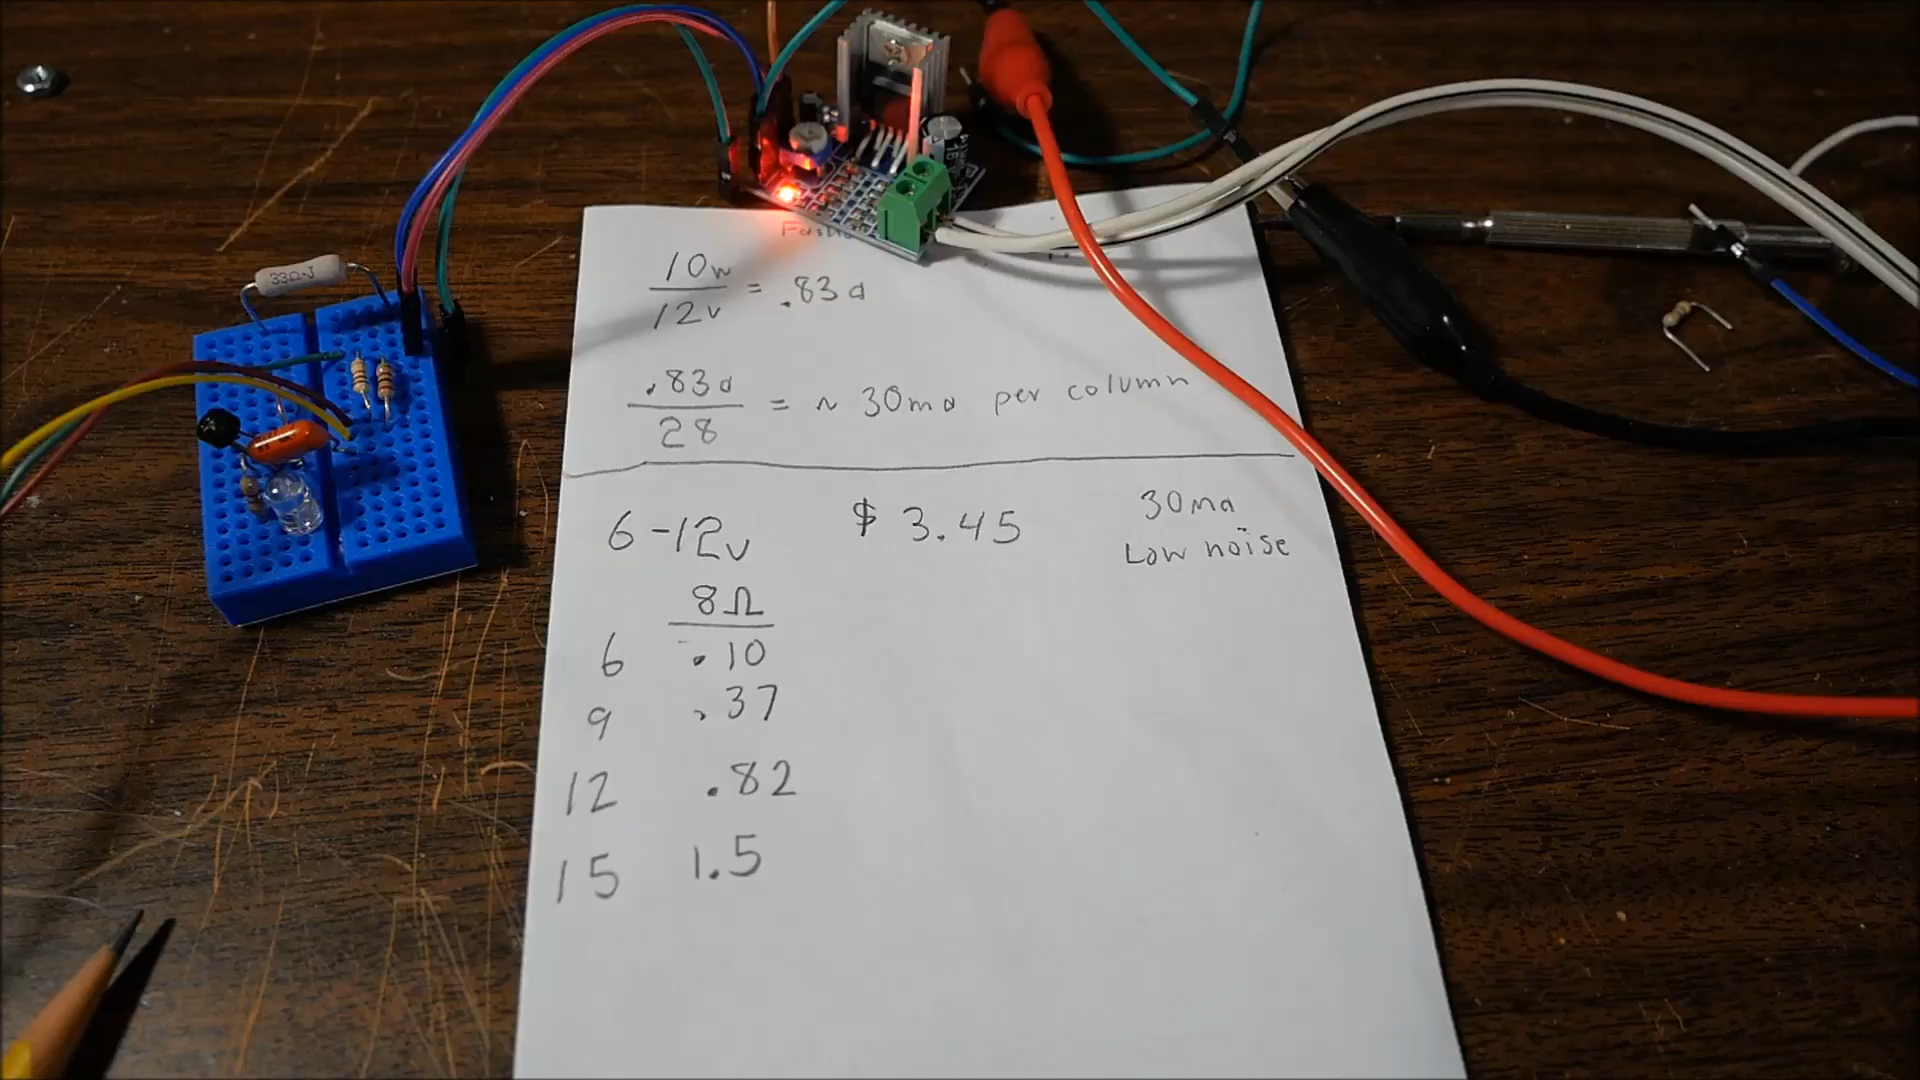 33ΩJ
10w
12v
= .83a
.83a
28
= ~ 30ma per column
6-12v
$ 3.45
30ma
Low noise
8Ω
6 .10
9 .37
12 .82
15 1.5